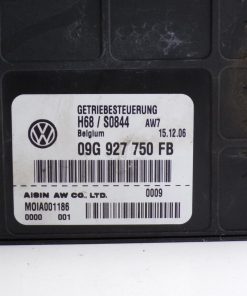 GETRIEBESTEUERUNG
H68 / S0844 AW7
Belgium 15.12.06
09G 927 750 FB
AISIN AW CO., LTD. 0009
MOIA001186
0000 001